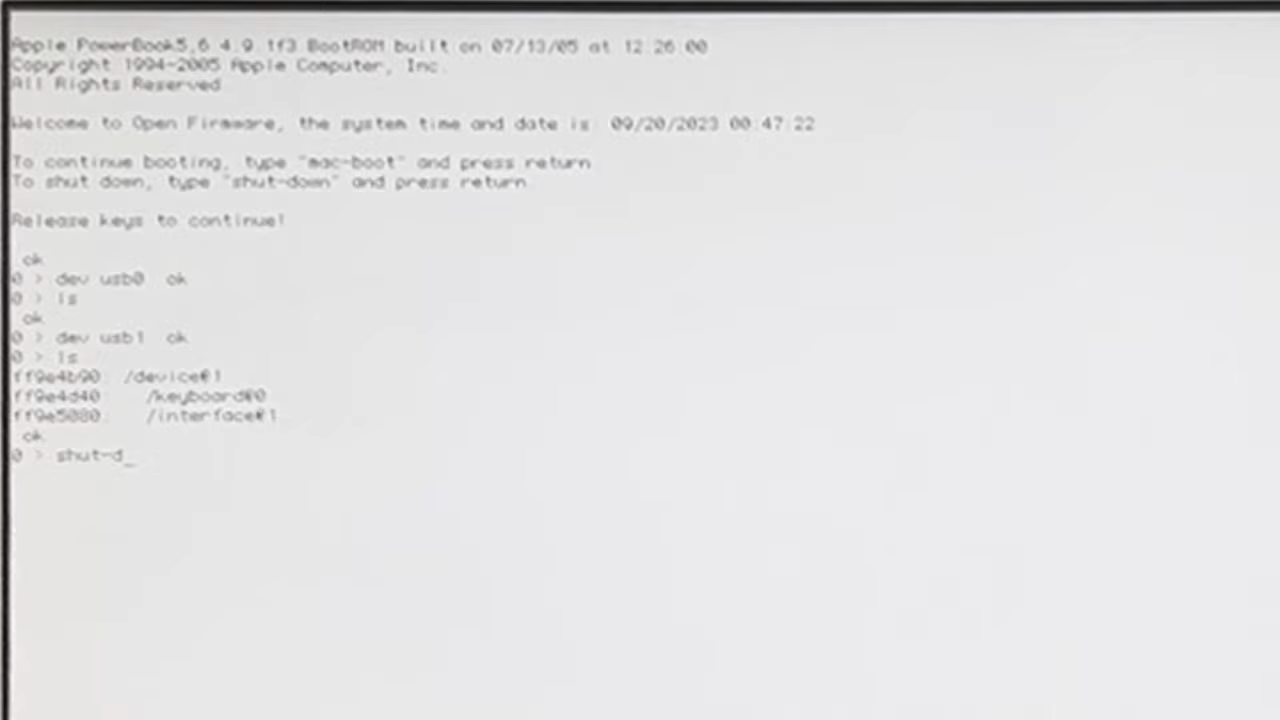 Apple PowerBook5,6 4.9.1f3 BootROM built on 07/13/05 at 12:26:00
Copyright 1994-2005 Apple Computer, Inc.
All Rights Reserved
Welcome to Open Firmware, the system time and date is: 09/20/2023 00:47:22
To continue booting, type "mac-boot" and press return.
To shut down, type "shut-down" and press return.
Release keys to continue!
ok
0 > dev usb0  ok
0 > ls
ok
0 > dev usb1  ok
0 > ls
ff9e4b90: /device@1
ff9e4d40:   /keyboard@0
ff9e5080:   /interface@1
ok
0 > shut-d_